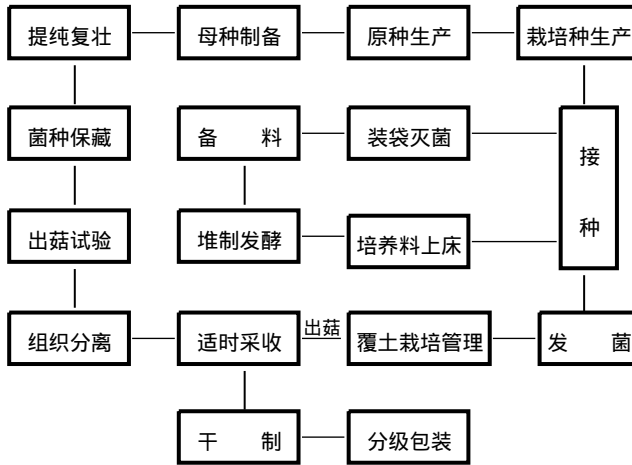 提纯复壮 母种制备 原种生产 栽培种生产
菌种保藏 备 料 装袋灭菌 接
出菇试验 堆制发酵 培养料上床 种
组织分离 适时采收 出菇 覆土栽培管理 发 菌
干 制 分级包装